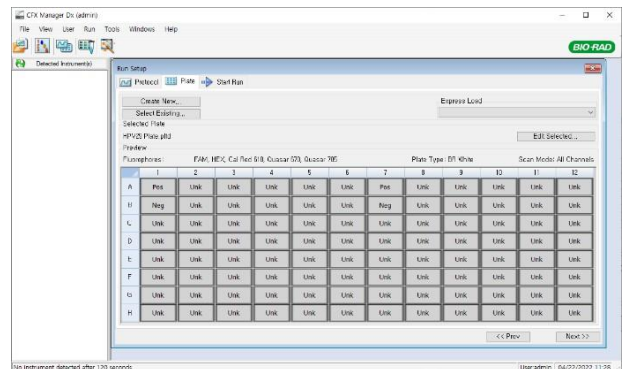 CFX Manager Dx (admin)
File View User Run Tools Windows Help
BIO-RAD
Detected Instrument(s)
Run Setup
Protocol Plate Start Run
Create New... Express Load
Select Existing...
Selected Plate
Edit Selected...
Preview
Fluorophores: FAM, HEX, Cal Red 610, Quasar 670, Quasar 705 Plate Type: BR White Scan Mode: All Channels
1 2 3 4 5 6 7 8 9 10 11 12
A Pos Unk Unk Unk Unk Unk Pos Unk Unk Unk Unk Unk
B Neg Unk Unk Unk Unk Unk Neg Unk Unk Unk Unk Unk
C Unk Unk Unk Unk Unk Unk Unk Unk Unk Unk Unk Unk
D Unk Unk Unk Unk Unk Unk Unk Unk Unk Unk Unk Unk
E Unk Unk Unk Unk Unk Unk Unk Unk Unk Unk Unk Unk
F Unk Unk Unk Unk Unk Unk Unk Unk Unk Unk Unk Unk
G Unk Unk Unk Unk Unk Unk Unk Unk Unk Unk Unk Unk
H Unk Unk Unk Unk Unk Unk Unk Unk Unk Unk Unk Unk
<< Prev Next >>
No instrument detected after 120 seconds User: admin 04/22/2022 11:28